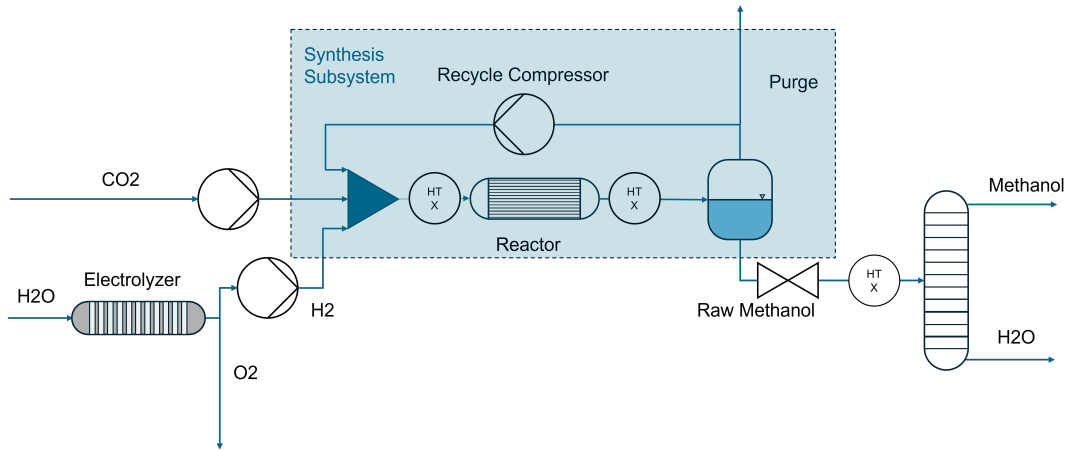 Synthesis
Subsystem
Recycle Compressor
Purge
CO2
HT
X
HT
X
Methanol
Reactor
Electrolyzer
HT
X
H2O
H2
Raw Methanol
H2O
O2